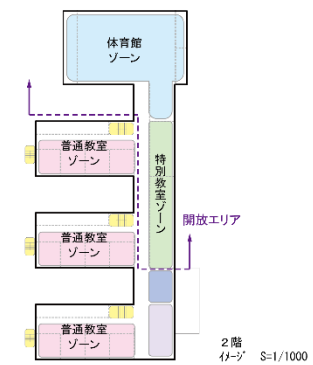 体育館
ゾーン
普通教室
ゾーン
特別教室ゾーン
開放エリア
普通教室
ゾーン
普通教室
ゾーン
2階
ｲﾒｰｼﾞ S=1/1000